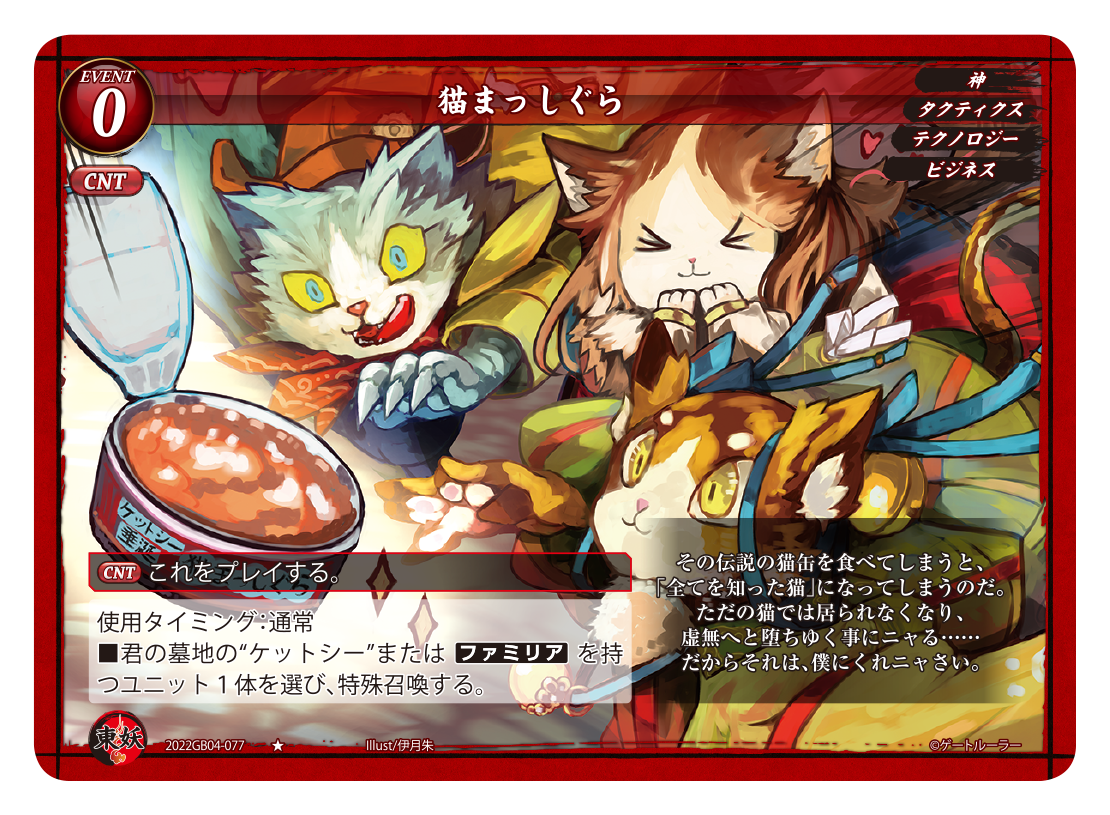 EVENT
0
猫まっしぐら
神
タクティクス
テクノロジー
ビジネス
CNT
ケットシー
CNT これをプレイする。
使用タイミング：通常
■君の墓地の“ケットシー”または ファミリア を持
つユニット１体を選び、特殊召喚する。
その伝説の猫缶を食べてしまうと、
「全てを知った猫」になってしまうのだ。
ただの猫では居られなくなり、
虚無へと堕ちゆく事にニャる……
だからそれは、僕にくれニャさい。
東妖
2022GB04-077 ★ Illust/伊月朱 ©ゲートルーラー